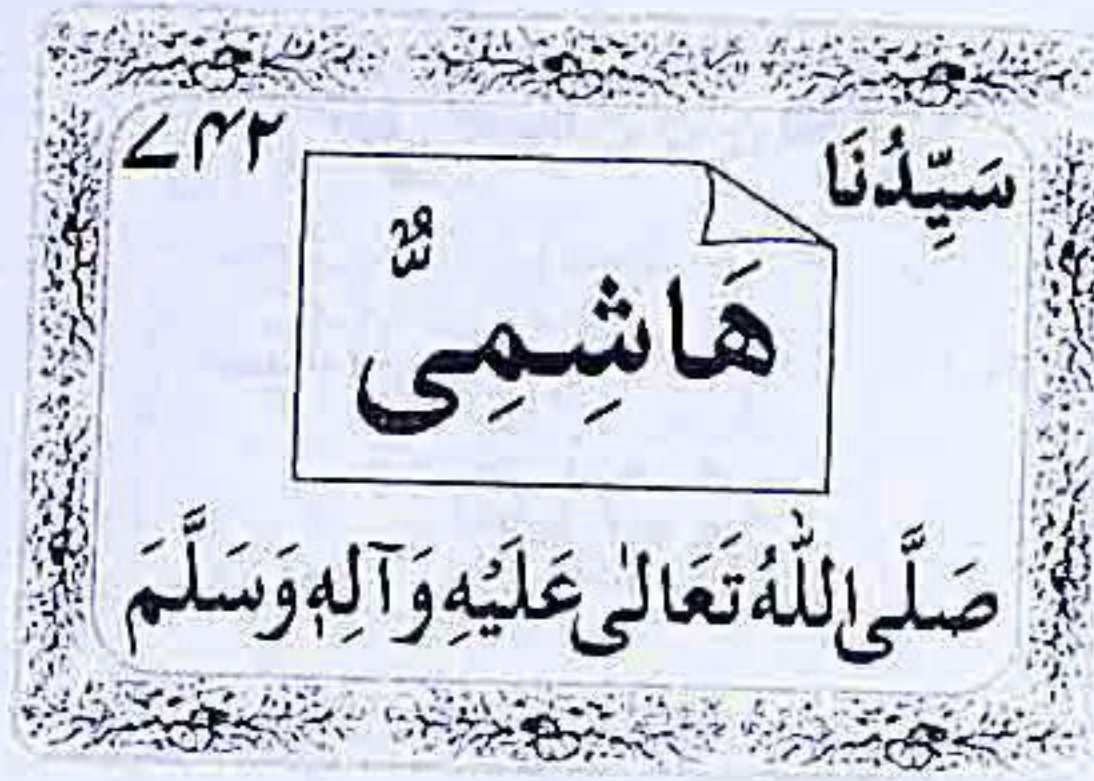 سَیِّدُنَا
۷۴۲
هَاشِمِیٌّ
صَلَّی اللّٰهُ تَعَالٰی عَلَیْهِ وَآلِهٖ وَسَلَّمَ